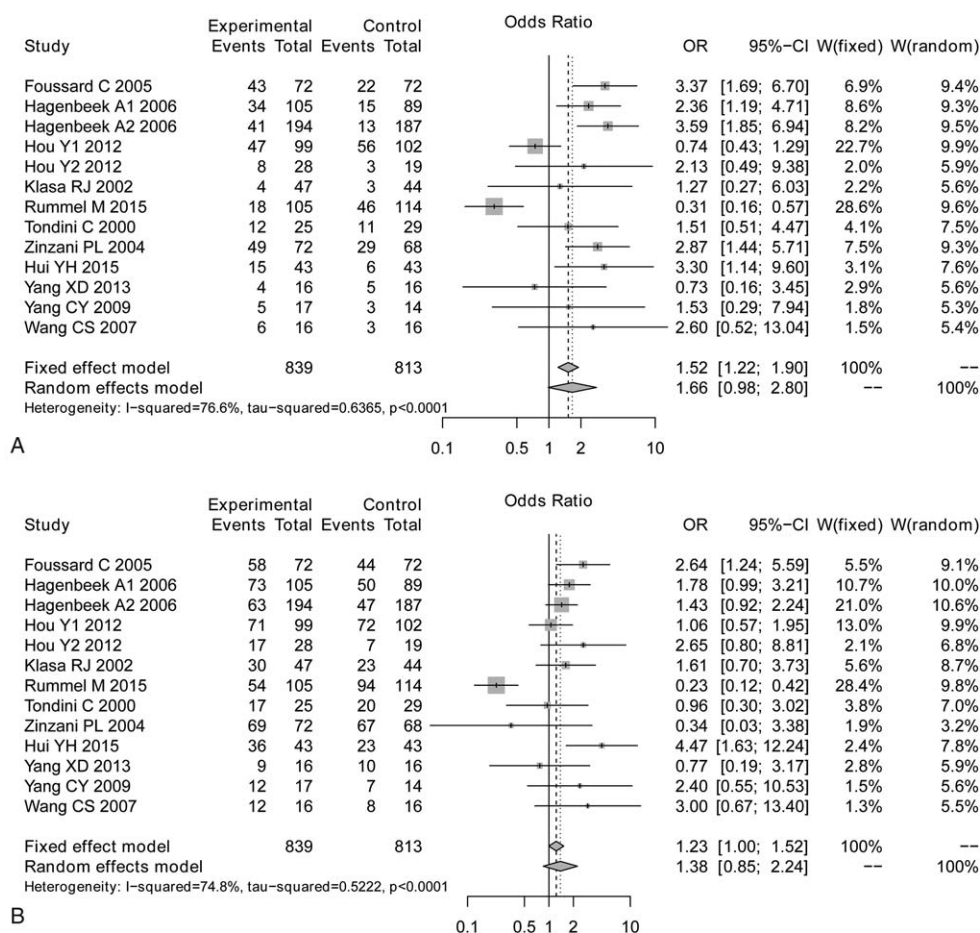 Experimental Control Odds Ratio
Study Events Total Events Total OR 95%−CI W(fixed) W(random)
Foussard C 2005 43 72 22 72 3.37 [1.69; 6.70] 6.9% 9.4%
Hagenbeek A1 2006 34 105 15 89 2.36 [1.19; 4.71] 8.6% 9.4%
Hagenbeek A2 2006 41 194 13 187 3.59 [1.85; 6.94] 8.2% 9.5%
Hou Y1 2012 47 99 56 102 0.74 [0.43; 1.29] 22.7% 9.9%
Hou Y2 2012 8 28 3 19 2.13 [0.49; 9.38] 2.0% 5.9%
Klasa RJ 2002 4 47 3 44 1.27 [0.27; 6.03] 2.2% 5.6%
Rummel M 2015 18 105 46 114 0.31 [0.16; 0.57] 28.6% 9.6%
Tondini C 2000 12 25 11 29 1.51 [0.51; 4.47] 4.1% 7.5%
Zinzani PL 2004 49 72 29 68 2.87 [1.44; 5.71] 7.5% 9.3%
Hui YH 2015 15 43 6 43 3.30 [1.14; 9.60] 3.1% 7.6%
Yang XD 2013 4 16 5 16 0.73 [0.16; 3.45] 2.9% 5.6%
Yang CY 2009 5 17 3 14 1.53 [0.29; 7.94] 1.8% 5.3%
Wang CS 2007 6 16 3 16 2.60 [0.52; 13.04] 1.5% 5.4%
Fixed effect model 839 813 1.52 [1.22; 1.90] 100% −−
Random effects model 1.66 [0.98; 2.80] −− 100%
Heterogeneity: I−squared=76.6%, tau−squared=0.6365, p<0.0001
0.1 0.5 1 2 10
A
Experimental Control Odds Ratio
Study Events Total Events Total OR 95%−CI W(fixed) W(random)
Foussard C 2005 58 72 44 72 2.64 [1.24; 5.59] 5.5% 9.1%
Hagenbeek A1 2006 73 105 50 89 1.78 [0.99; 3.21] 10.7% 10.0%
Hagenbeek A2 2006 63 194 47 187 1.43 [0.92; 2.24] 21.0% 10.6%
Hou Y1 2012 71 99 72 102 1.06 [0.57; 1.95] 13.0% 9.9%
Hou Y2 2012 17 28 7 19 2.65 [0.80; 8.81] 2.1% 6.8%
Klasa RJ 2002 30 47 23 44 1.61 [0.70; 3.73] 5.6% 8.7%
Rummel M 2015 54 105 94 114 0.23 [0.12; 0.42] 28.4% 9.8%
Tondini C 2000 17 25 20 29 0.96 [0.30; 3.02] 3.8% 7.0%
Zinzani PL 2004 69 72 67 68 0.34 [0.03; 3.38] 1.9% 3.2%
Hui YH 2015 36 43 23 43 4.47 [1.63; 12.24] 2.4% 7.8%
Yang XD 2013 9 16 10 16 0.77 [0.19; 3.17] 2.8% 5.9%
Yang CY 2009 12 17 7 14 2.40 [0.55; 10.53] 1.5% 5.6%
Wang CS 2007 12 16 8 16 3.00 [0.67; 13.40] 1.3% 5.5%
Fixed effect model 839 813 1.23 [1.00; 1.52] 100% −−
Random effects model 1.38 [0.85; 2.24] −− 100%
Heterogeneity: I−squared=74.8%, tau−squared=0.5222, p<0.0001
0.1 0.5 1 2 10
B